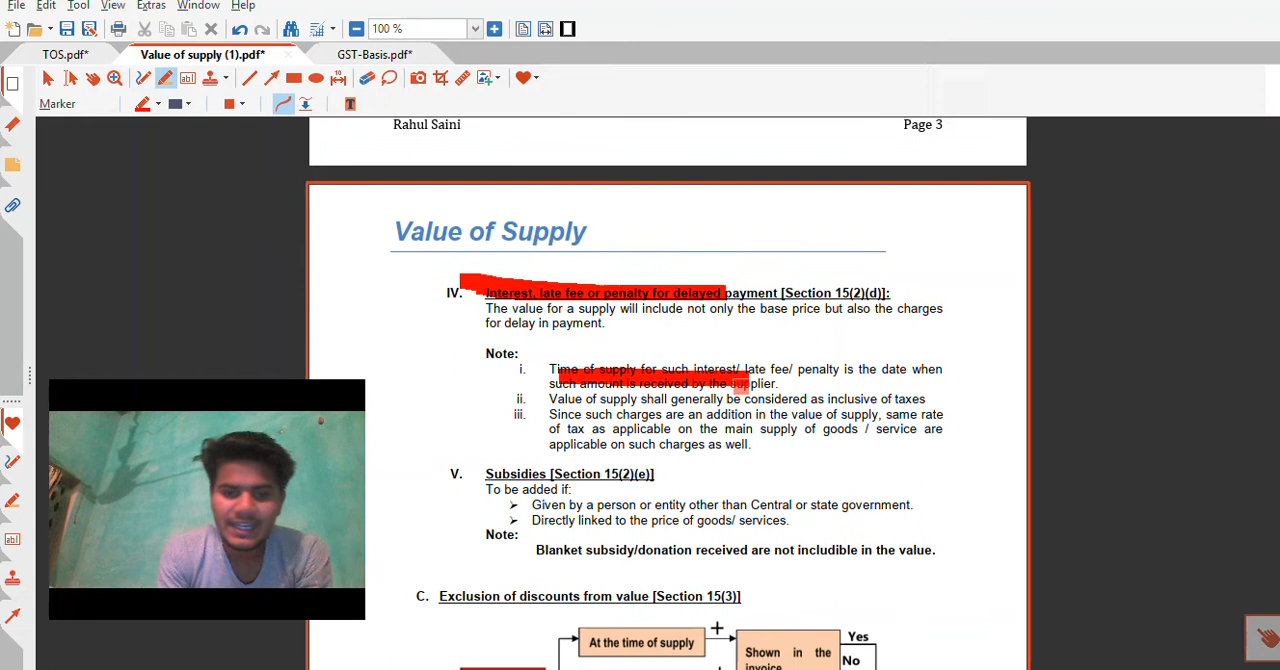 File Edit Tool View Extras Window Help
100 %
TOS.pdf* Value of supply (1).pdf* GST-Basis.pdf*
Marker
Rahul Saini Page 3
Value of Supply
IV. Interest, late fee or penalty for delayed payment [Section 15(2)(d)]:
The value for a supply will include not only the base price but also the charges
for delay in payment.
Note:
i. Time of supply for such interest/ late fee/ penalty is the date when
such amount is received by the supplier.
ii. Value of supply shall generally be considered as inclusive of taxes
iii. Since such charges are an addition in the value of supply, same rate
of tax as applicable on the main supply of goods / service are
applicable on such charges as well.
V. Subsidies [Section 15(2)(e)]
To be added if:
➢ Given by a person or entity other than Central or state government.
➢ Directly linked to the price of goods/ services.
Note:
Blanket subsidy/donation received are not includible in the value.
C. Exclusion of discounts from value [Section 15(3)]
At the time of supply + Yes
Shown in the
invoice No